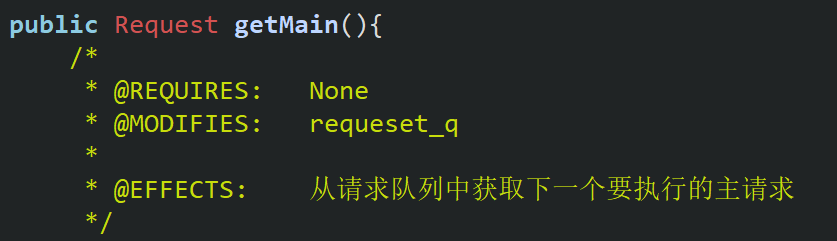 public Request getMain(){
/*
* @REQUIRES: None
* @MODIFIES: requeset_q
*
* @EFFECTS: 从请求队列中获取下一个要执行的主请求
*/